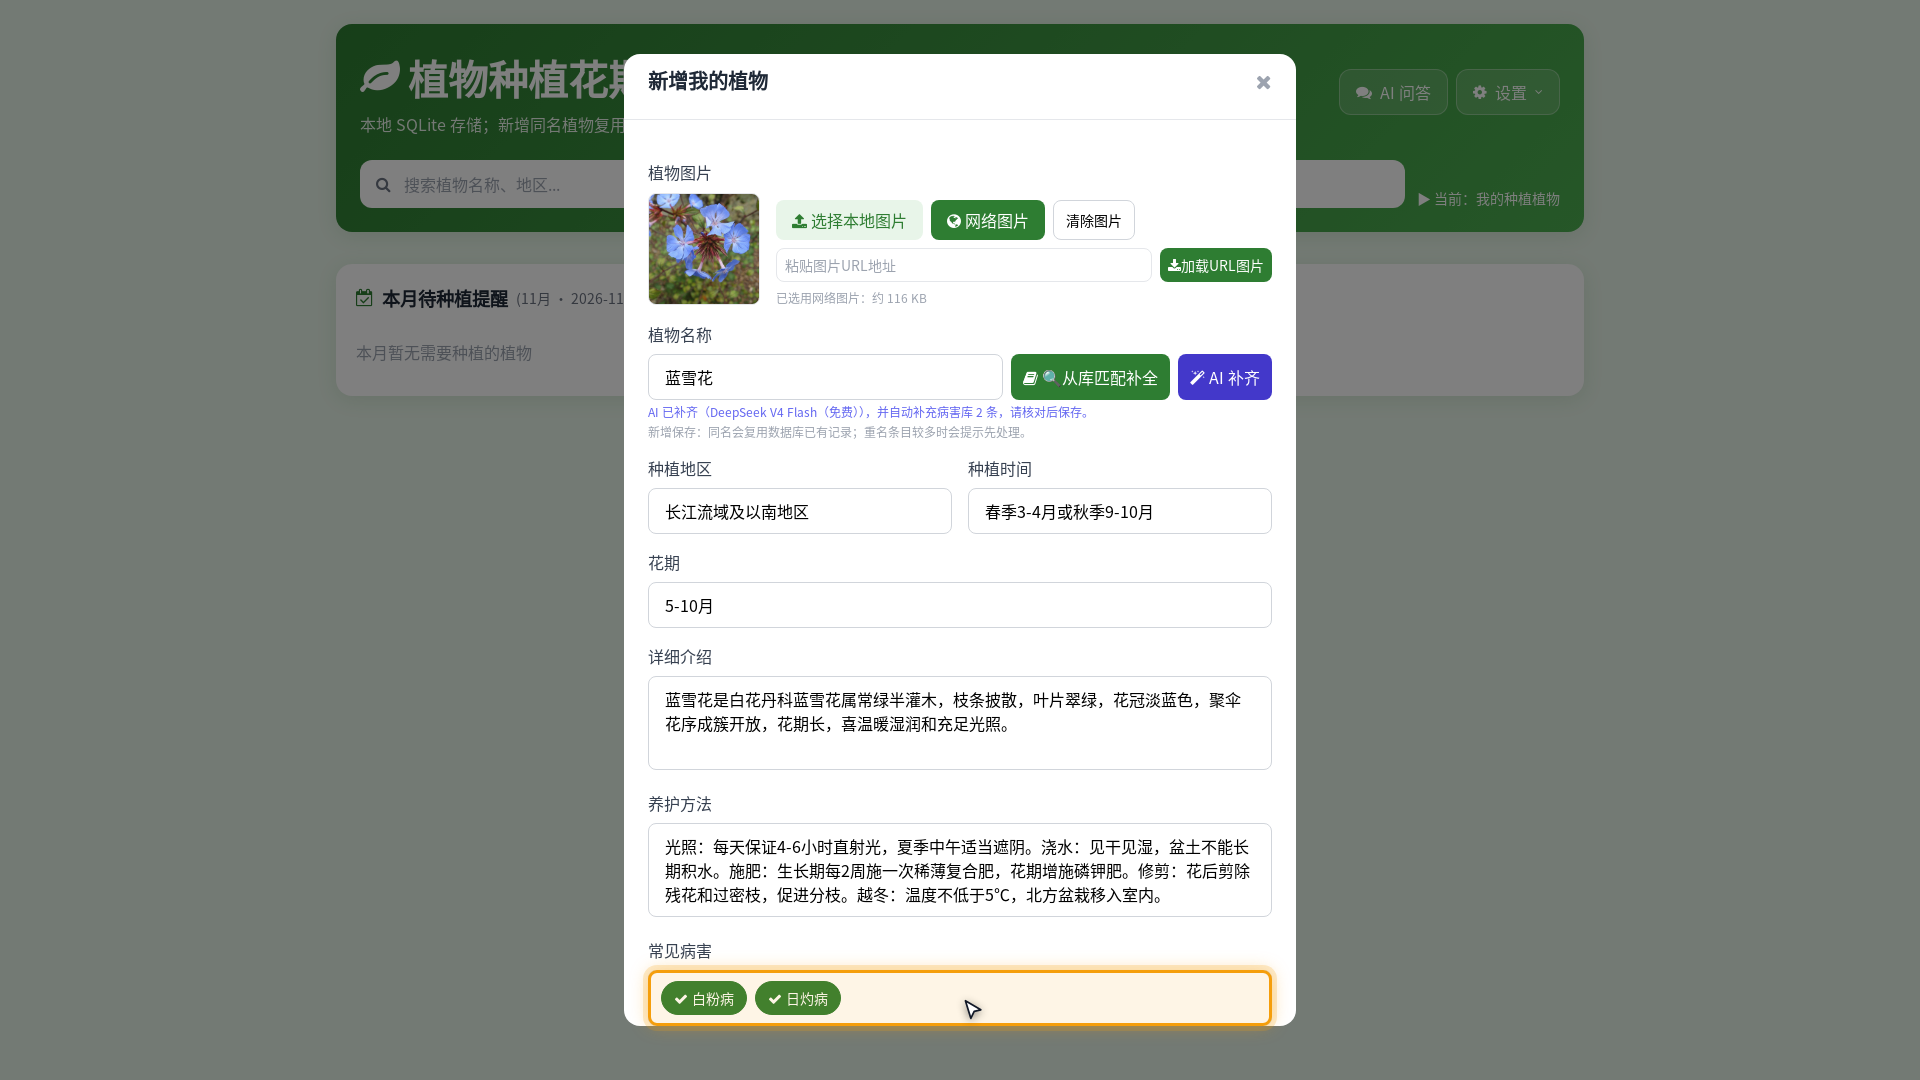 植物种植花期
本地 SQLite 存储；新增同名植物复用
AI 问答
设置
搜索植物名称、地区...
▶ 当前：我的种植植物
本月待种植提醒 (11月 · 2026-11
本月暂无需要种植的植物
新增我的植物
植物图片
选择本地图片
网络图片
清除图片
粘贴图片URL地址
加载URL图片
已选用网络图片：约 116 KB
植物名称
蓝雪花
🔍从库匹配补全
AI 补齐
AI 已补齐（DeepSeek V4 Flash（免费）），并自动补充病害库 2 条，请核对后保存。
新增保存：同名会复用数据库已有记录；重名条目较多时会提示先处理。
种植地区
种植时间
长江流域及以南地区
春季3-4月或秋季9-10月
花期
5-10月
详细介绍
蓝雪花是白花丹科蓝雪花属常绿半灌木，枝条披散，叶片翠绿，花冠淡蓝色，聚伞
花序成簇开放，花期长，喜温暖湿润和充足光照。
养护方法
光照：每天保证4-6小时直射光，夏季中午适当遮阴。浇水：见干见湿，盆土不能长
期积水。施肥：生长期每2周施一次稀薄复合肥，花期增施磷钾肥。修剪：花后剪除
残花和过密枝，促进分枝。越冬：温度不低于5℃，北方盆栽移入室内。
常见病害
白粉病
日灼病